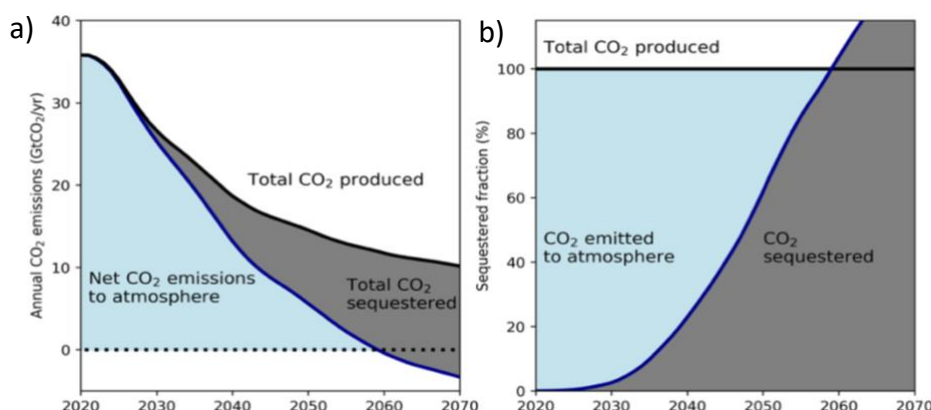 a)
Annual CO₂ emissions (GtCO₂/yr)
40
30
20
10
0
Total CO₂ produced
Net CO₂ emissions
to atmosphere
Total CO₂
sequestered
2020 2030 2040 2050 2060 2070
b)
Sequestered fraction (%)
100
80
60
40
20
0
Total CO₂ produced
CO₂ emitted
to atmosphere
CO₂
sequestered
2020 2030 2040 2050 2060 2070